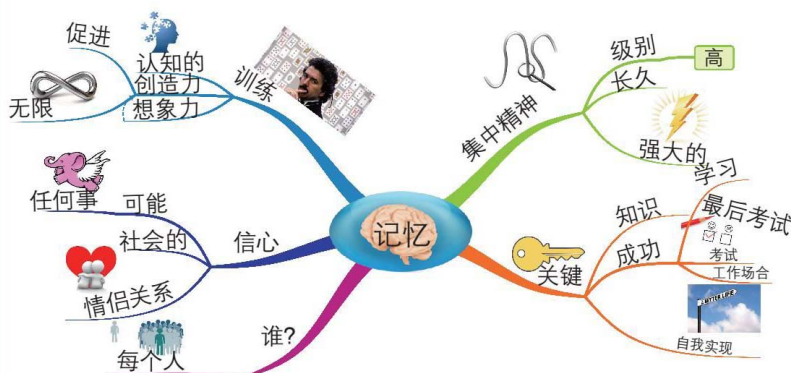 记忆
训练
认知的
创造力
想象力
促进
无限
集中精神
级别
高
长久
强大的
信心
可能
任何事
社会的
情侣关系
谁?
每个人
关键
知识
成功
学习
最后考试
考试
工作场合
自我实现